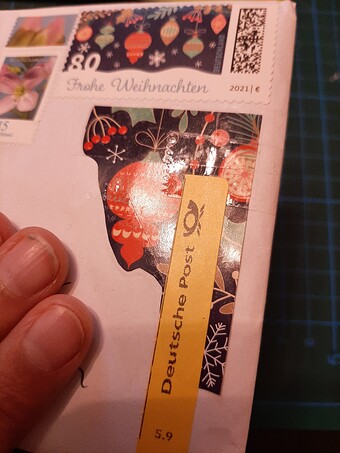 80
Frohe Weihnachten
2021 | €
Deutsche Post
5.9